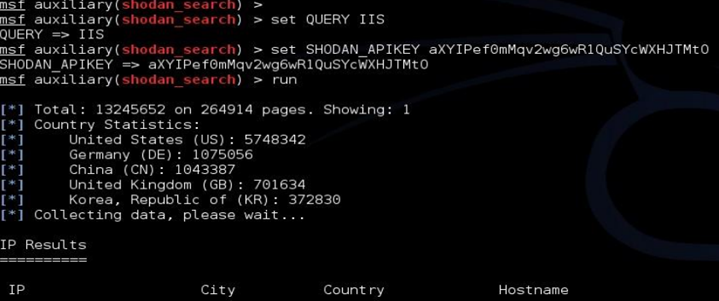 msf auxiliary(shodan_search) >
msf auxiliary(shodan_search) > set QUERY IIS
QUERY => IIS
msf auxiliary(shodan_search) > set SHODAN_APIKEY aXYIPef0mMqv2wg6wR1QuSYcWXHJTMtO
SHODAN_APIKEY => aXYIPef0mMqv2wg6wR1QuSYcWXHJTMtO
msf auxiliary(shodan_search) > run
[*] Total: 13245652 on 264914 pages. Showing: 1
[*] Country Statistics:
[*]     United States (US): 5748342
[*]     Germany (DE): 1075056
[*]     China (CN): 1043387
[*]     United Kingdom (GB): 701634
[*]     Korea, Republic of (KR): 372830
[*] Collecting data, please wait...
IP Results
==========
IP                     City           Country              Hostname